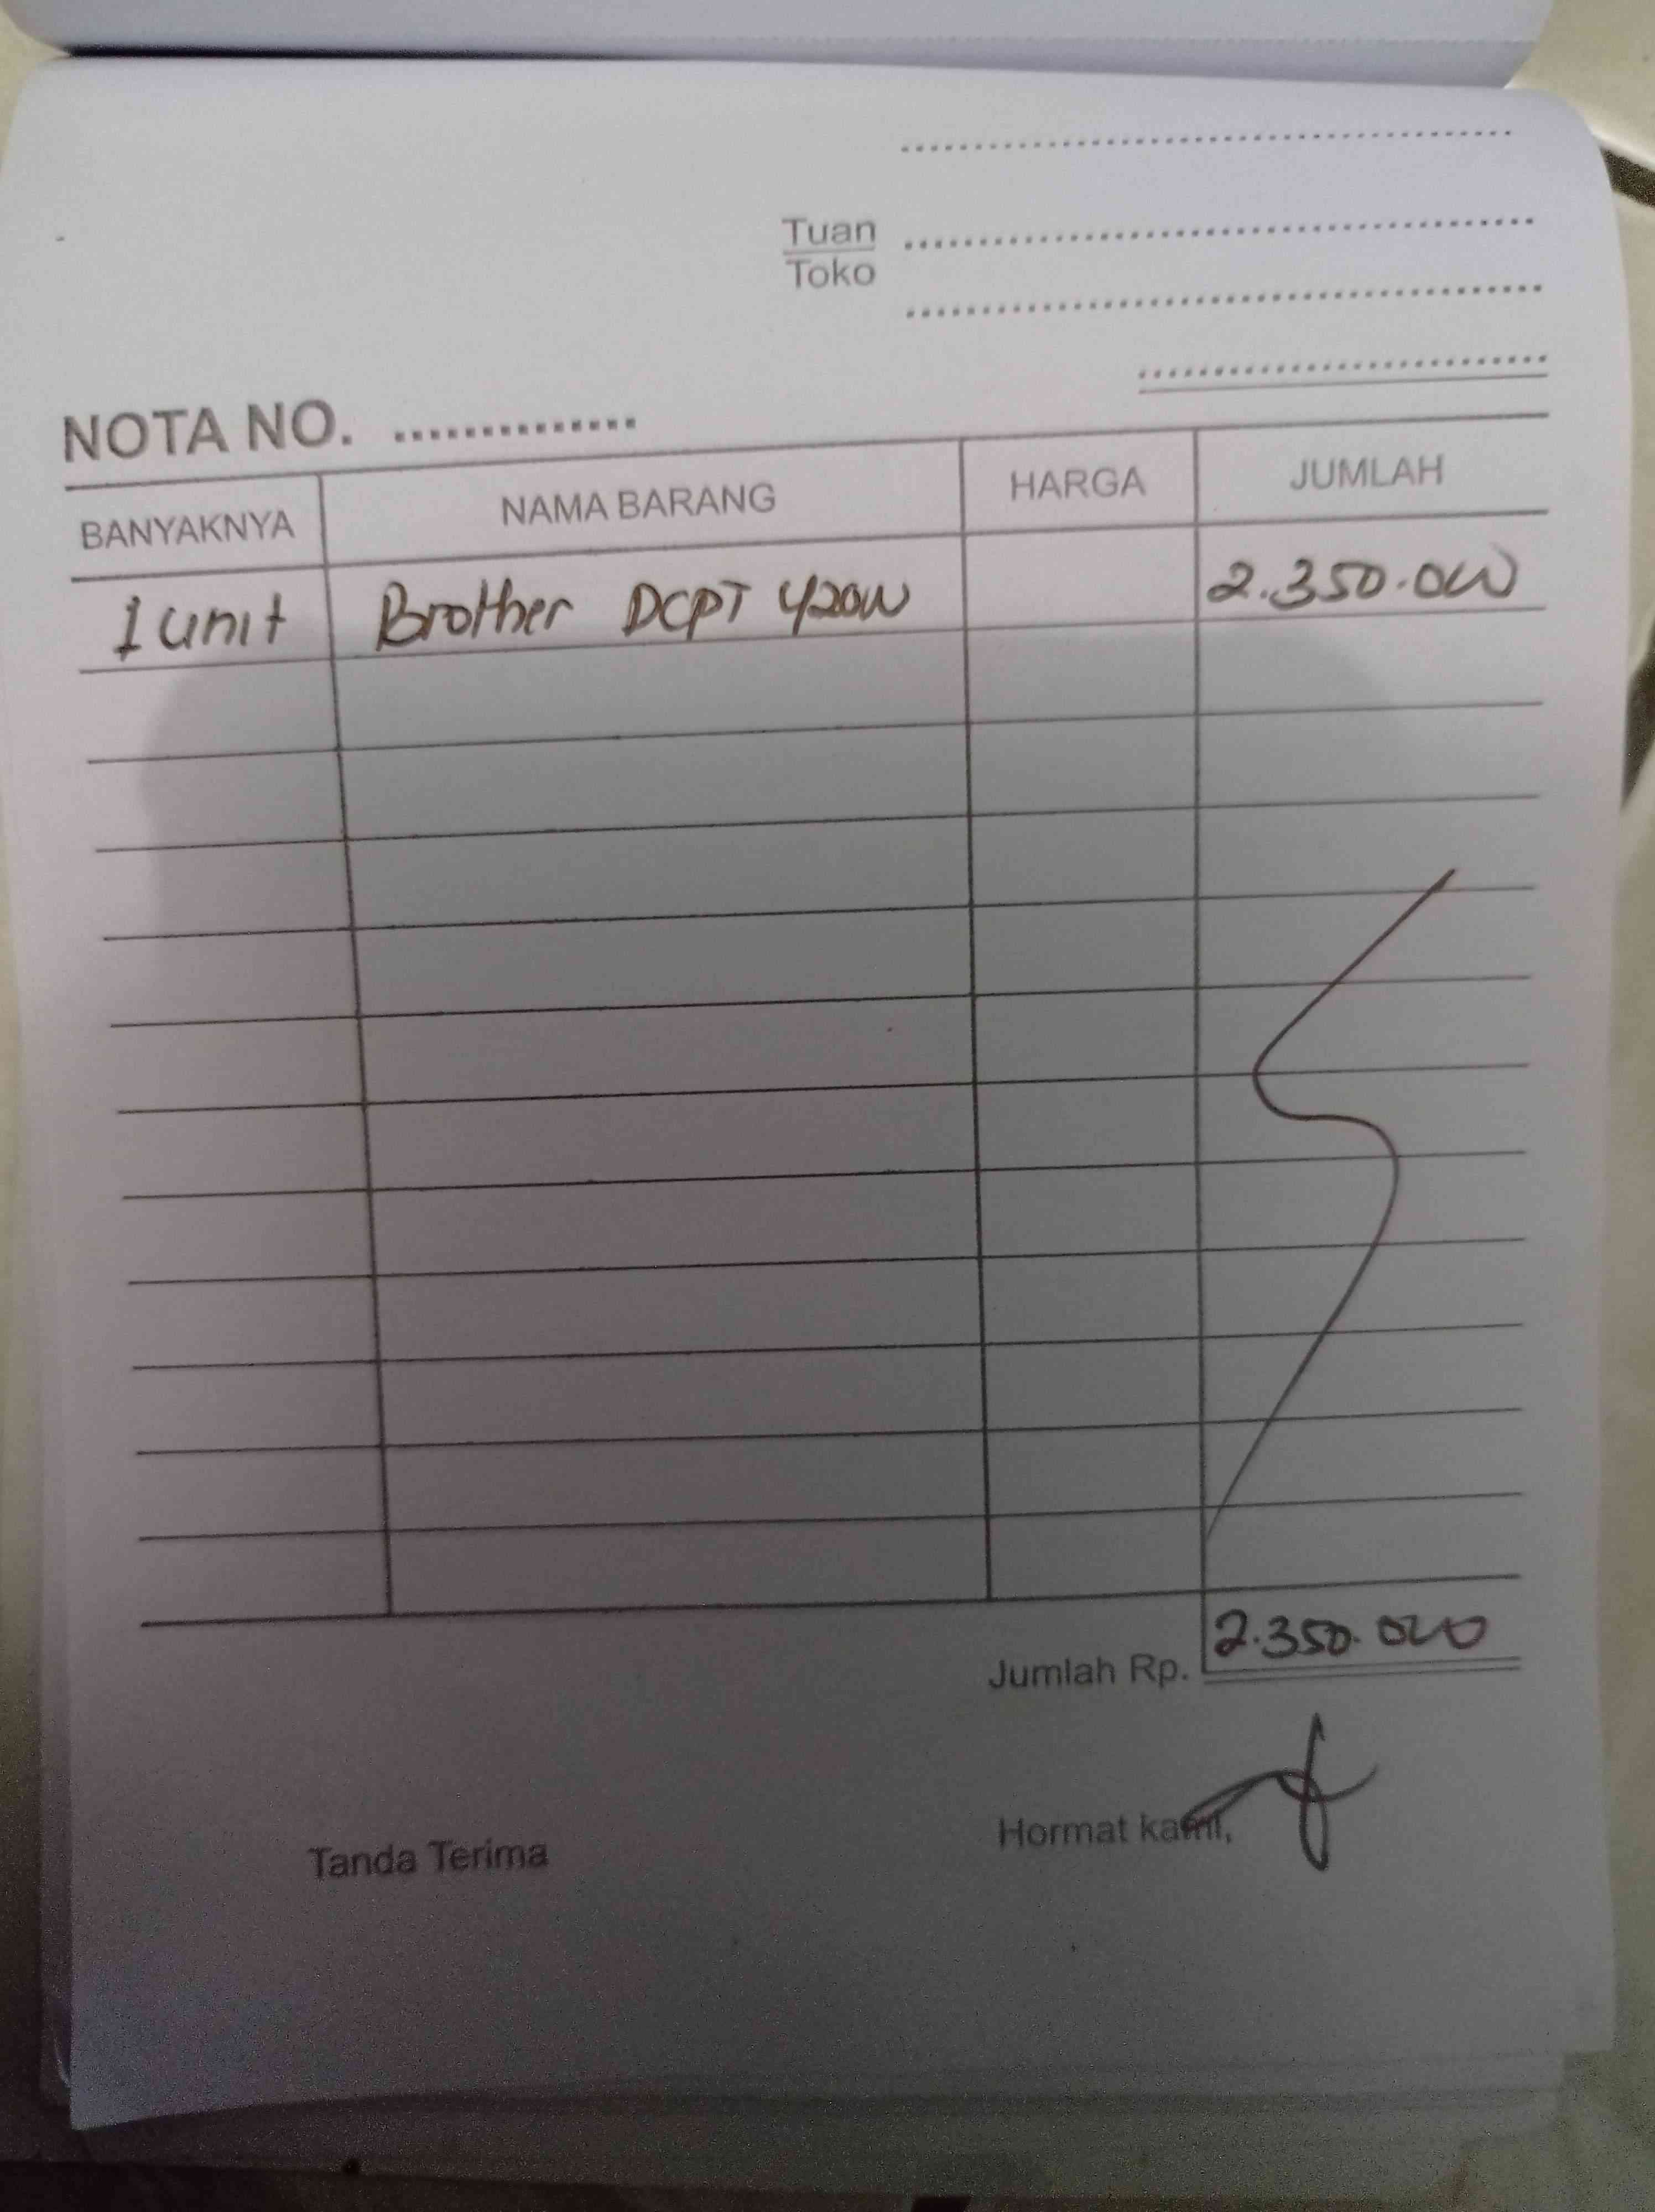 Tuan
Toko
NOTA NO. ..............
BANYAKNYA NAMA BARANG HARGA JUMLAH
1 unit Brother DCPT 420W 2.350.000
Jumlah Rp. 2.350.000
Tanda Terima Hormat kami,